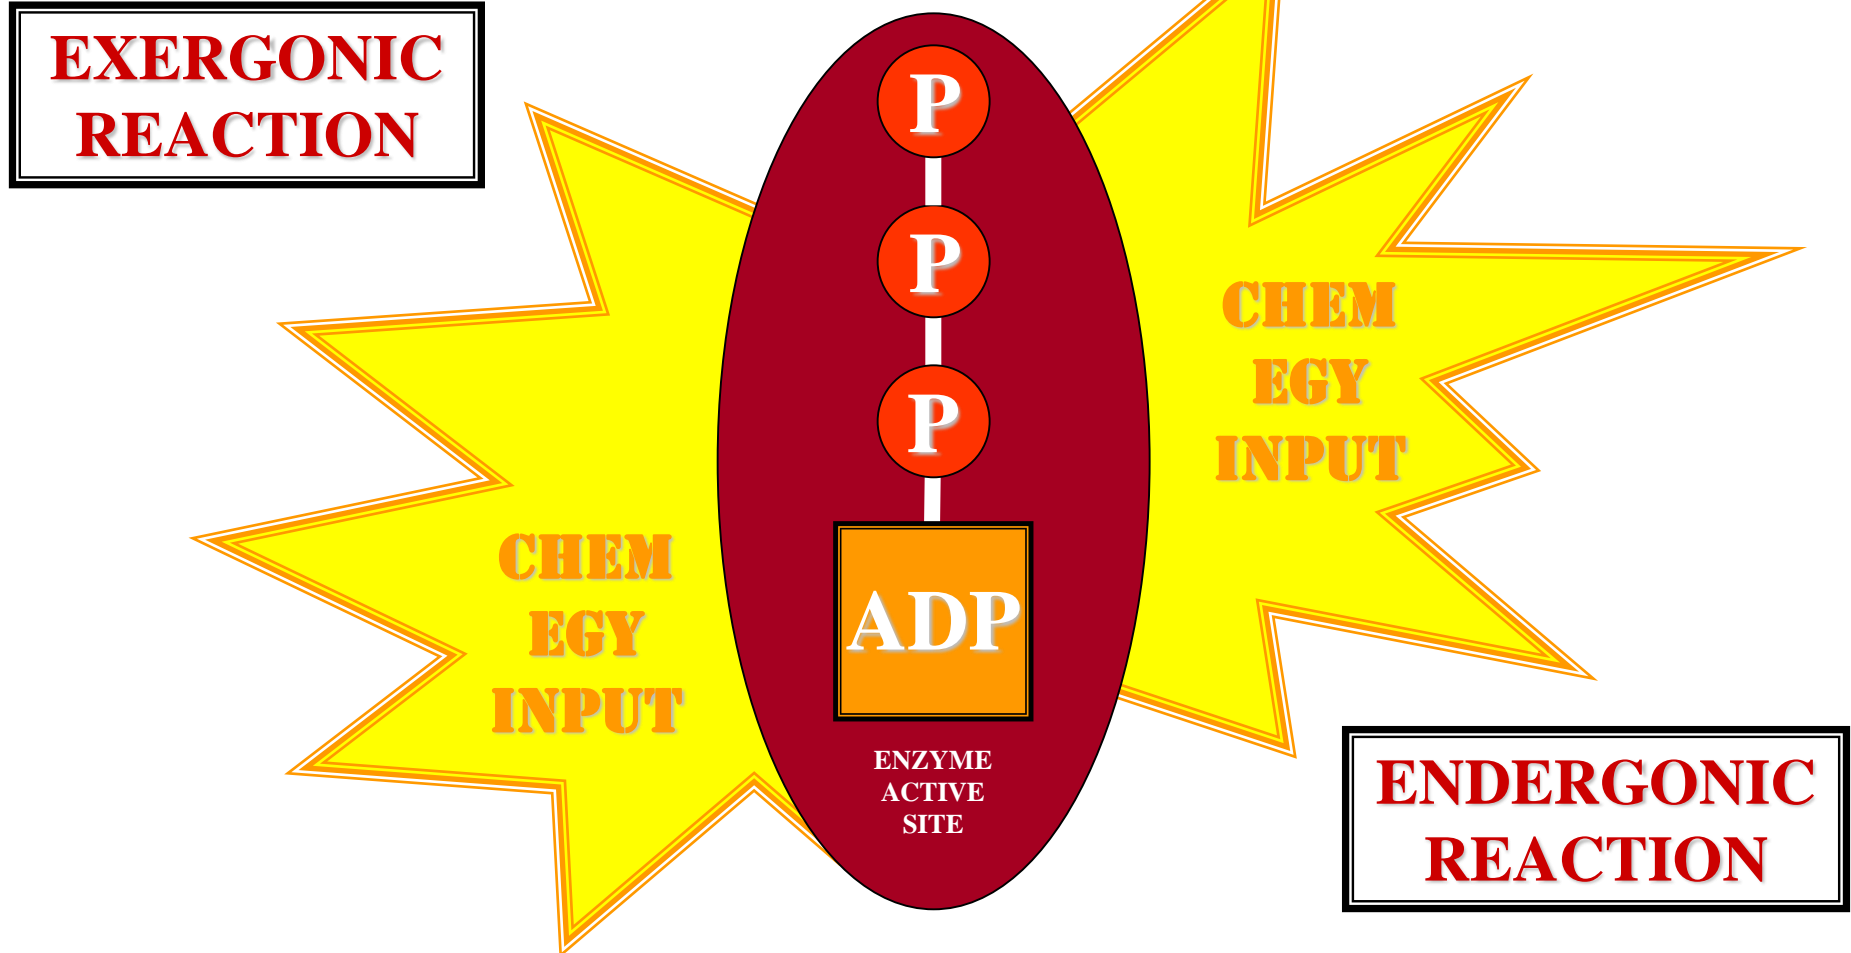 EXERGONIC
REACTION
P
P
P
CHEM
EGY
INPUT
CHEM
EGY
INPUT
ADP
ENZYME
ACTIVE
SITE
ENDERGONIC
REACTION